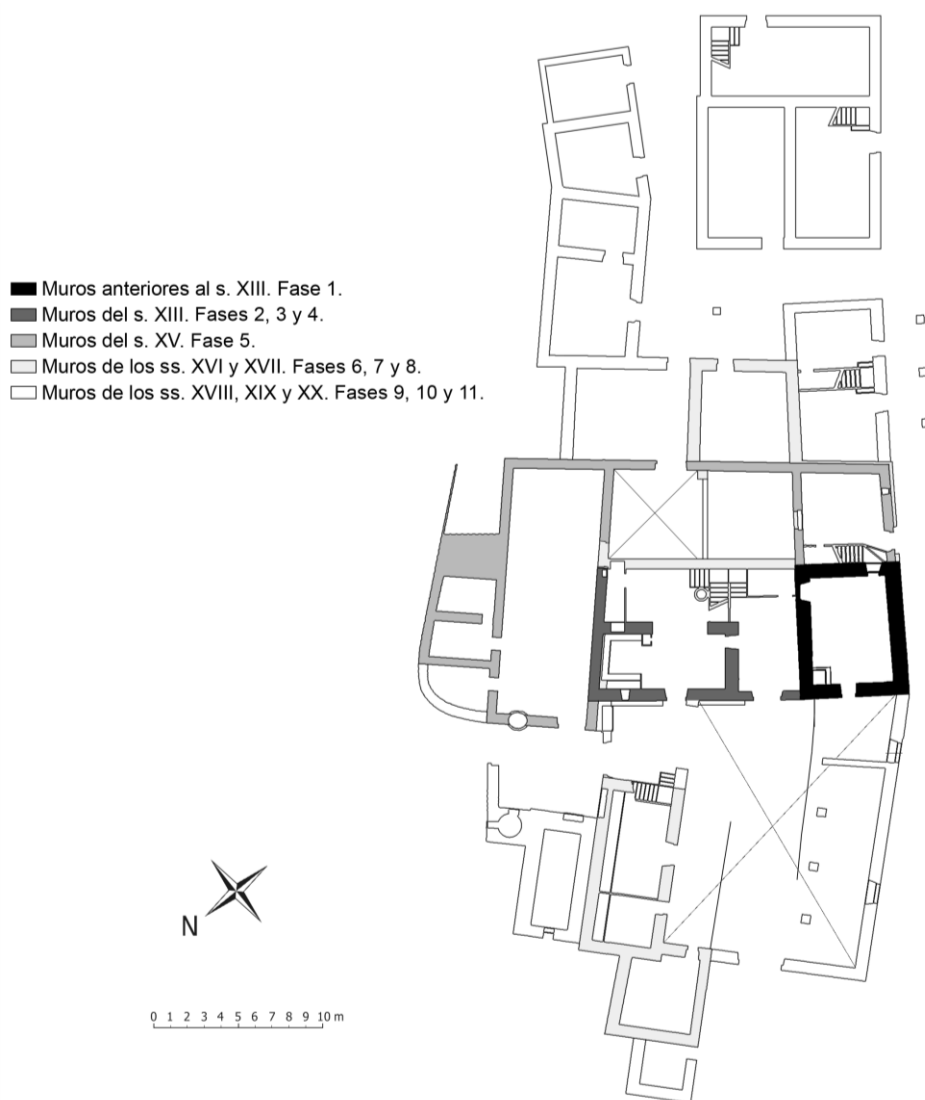 Muros anteriores al s. XIII. Fase 1.
Muros del s. XIII. Fases 2, 3 y 4.
Muros del s. XV. Fase 5.
Muros de los ss. XVI y XVII. Fases 6, 7 y 8.
Muros de los ss. XVIII, XIX y XX. Fases 9, 10 y 11.
N
0 1 2 3 4 5 6 7 8 9 10 m